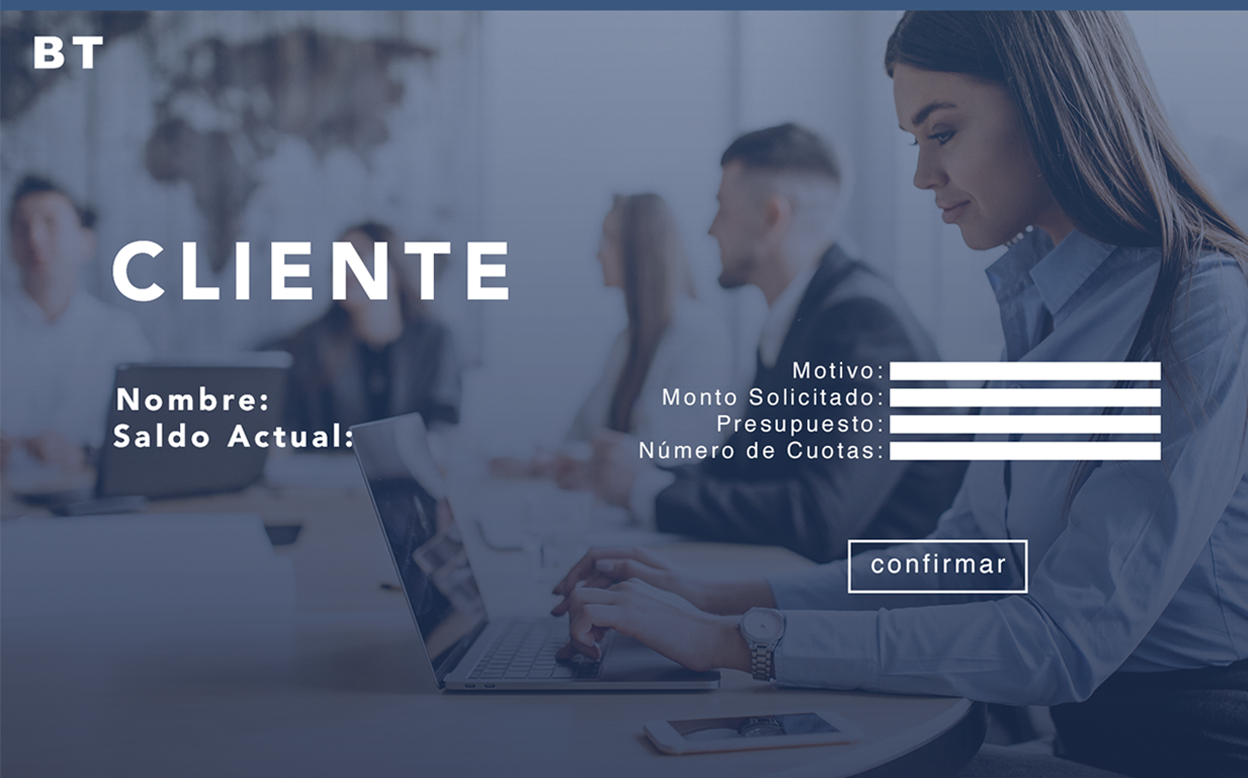 BT
CLIENTE
Nombre:
Saldo Actual:
Motivo:
Monto Solicitado:
Presupuesto:
Número de Cuotas:
confirmar